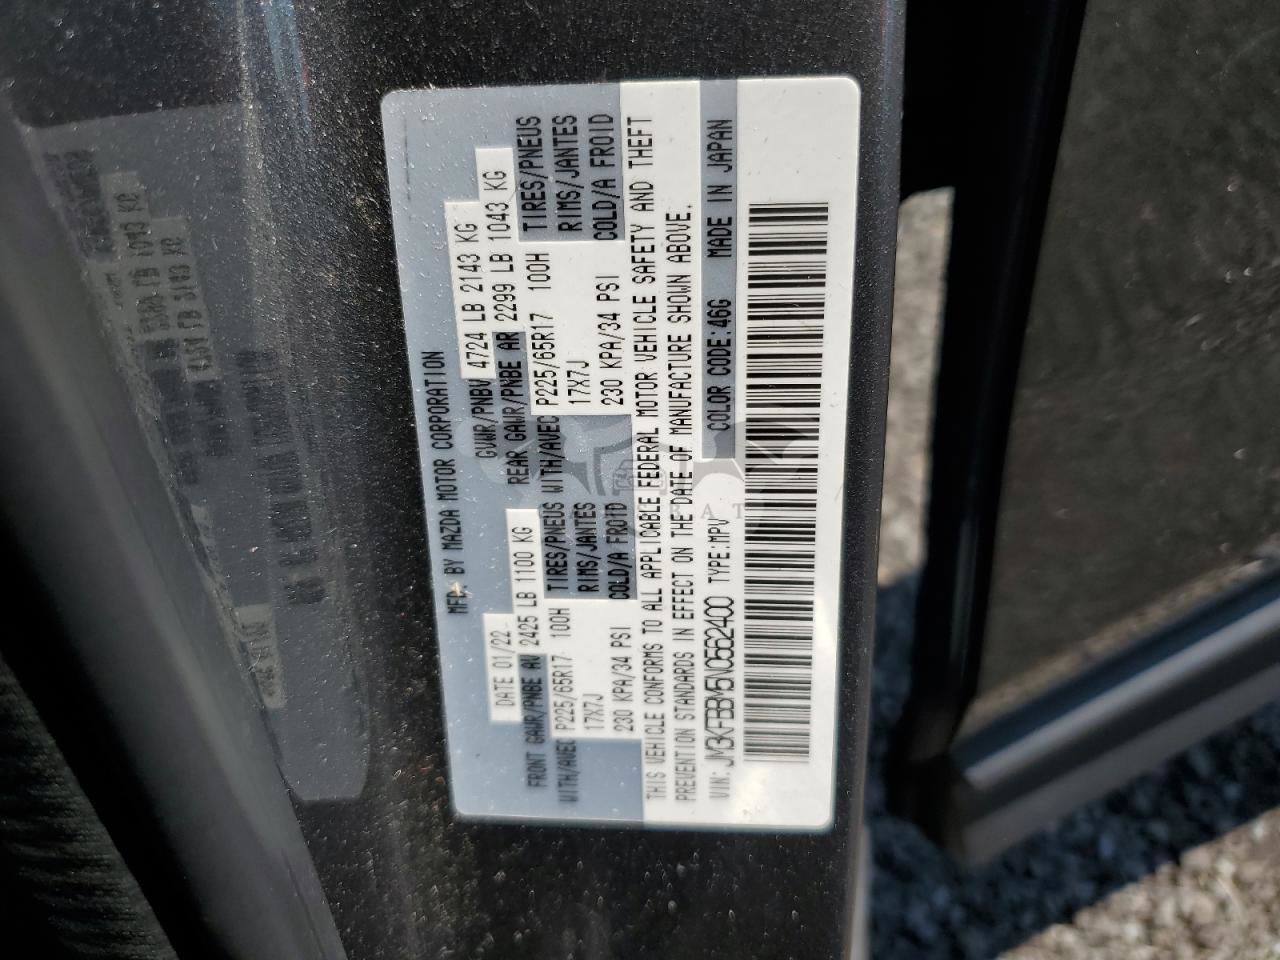 MFD. BY MAZDA MOTOR CORPORATION
DATE 01/22 GVWR/PNBV 4724 LB 2143 KG
FRONT GAWR/PNBE AV 2425 LB 1100 KG REAR GAWR/PNBE AR 2299 LB 1043 KG
WITH/AVEC P225/65R17 100H TIRES/PNEUS WITH/AVEC P225/65R17 100H TIRES/PNEUS
17X7J RIMS/JANTES 17X7J RIMS/JANTES
230 KPA/34 PSI COLD/A FROID 230 KPA/34 PSI COLD/A FROID
THIS VEHICLE CONFORMS TO ALL APPLICABLE FEDERAL MOTOR VEHICLE SAFETY AND THEFT
PREVENTION STANDARDS IN EFFECT ON THE DATE OF MANUFACTURE SHOWN ABOVE.
VIN: JM3KFBBM5N0562400 TYPE:MPV COLOR CODE:46G MADE IN JAPAN